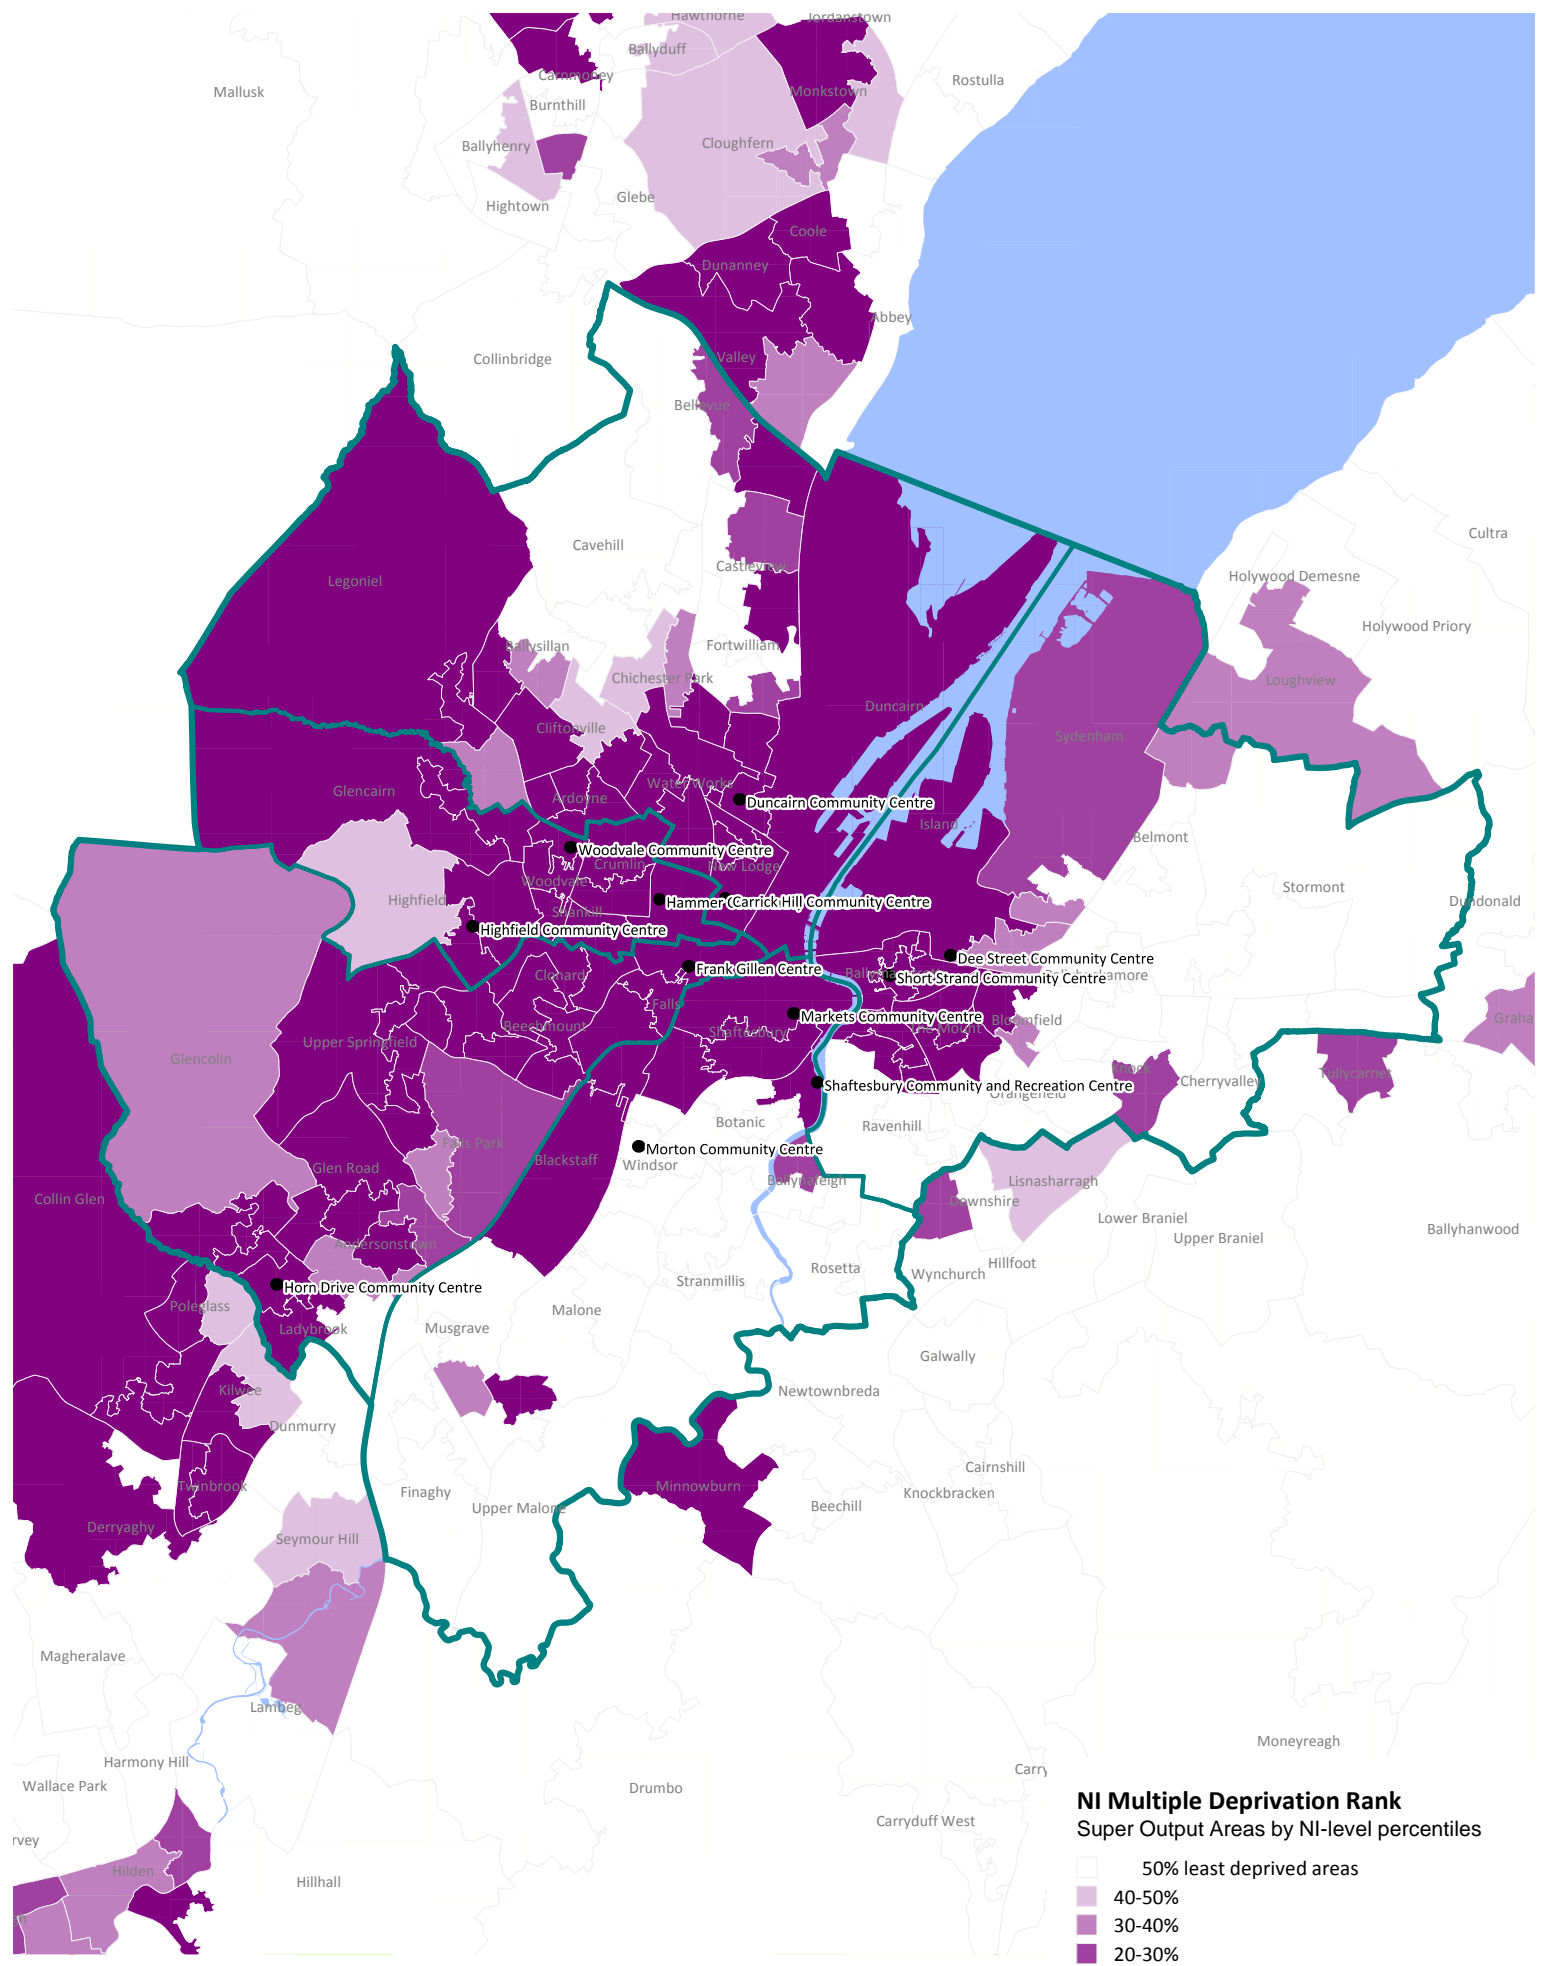 Hawthorne
Jordanstown
Ballyduff
Carnmoney
Rostulla
Mallusk
Monkstown
Burnthill
Cloughfern
Ballyhenry
Glebe
Hightown
Coole
Dunanney
Abbey
Collinbridge
Valley
Bellevue
Cultra
Cavehill
Castleview
Holywood Demesne
Legoniel
Holywood Priory
Ballysillan
Fortwilliam
Chichester Park
Loughview
Duncairn
Cliftonville
Sydenham
Water Works
Glencairn
Ardoyne
Duncairn Community Centre
Island
Belmont
Woodvale Community Centre
Crumlin
New Lodge
Woodvale
Stormont
Highfield
Hammer
Carrick Hill Community Centre
Dundonald
Shankill
Highfield Community Centre
Dee Street Community Centre
Frank Gillen Centre
Clonard
Short Strand Community Centre
Falls
Markets Community Centre
Beechmount
Shaftesbury
The Mount
Bloomfield
Graha
Upper Springfield
Glencolin
Knock
Tullycarnet
Cherryvalley
Shaftesbury Community and Recreation Centre
Orangefield
Botanic
Ravenhill
Falls Park
Morton Community Centre
Blackstaff
Windsor
Glen Road
Ballynafeigh
Lisnasharragh
Collin Glen
Downshire
Lower Braniel
Ballyhanwood
Upper Braniel
Andersonstown
Hillfoot
Rosetta
Wynchurch
Stranmillis
Horn Drive Community Centre
Poleglass
Malone
Ladybrook
Musgrave
Galwally
Kilwee
Newtownbreda
Dunmurry
Cairnshill
Twinbrook
Minnowburn
Finaghy
Knockbracken
Upper Malone
Beechill
Derryaghy
Seymour Hill
Magheralave
Lambeg
Moneyreagh
Harmony Hill
Carry
Wallace Park
Drumbo
Carryduff West
rvey
Hilden
Hillhall
NI Multiple Deprivation Rank
Super Output Areas by NI-level percentiles
50% least deprived areas
40-50%
30-40%
20-30%